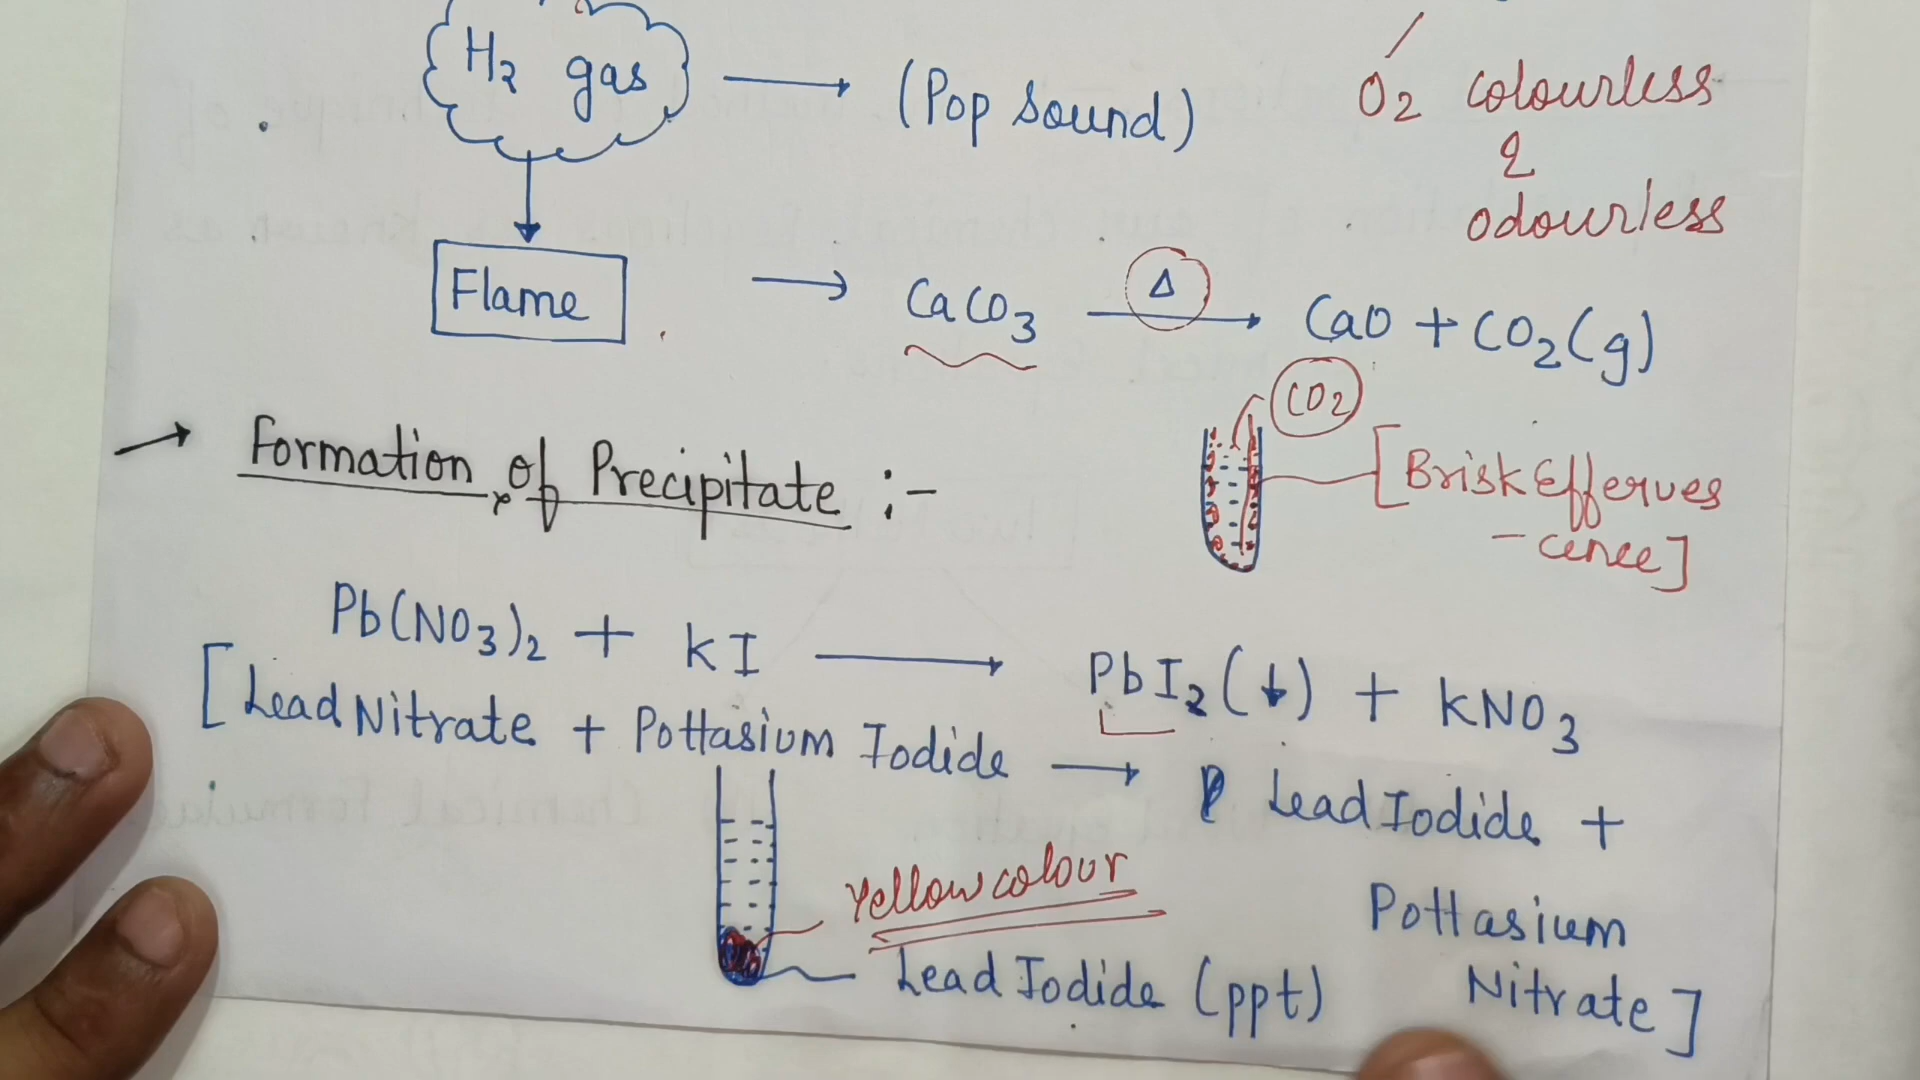 H2 gas → (Pop Sound)
O2 colourless
&
odourless
Flame
→ CaCO3 —Δ→ CaO + CO2(g)
CO2
→ Formation of Precipitate :-
[Brisk Efferves
-cence]
Pb(NO3)2 + KI → PbI2(↓) + KNO3
[Lead Nitrate + Pottasium Iodide → Lead Iodide +
Pottasium
Nitrate]
Yellow colour
Lead Iodide (ppt)